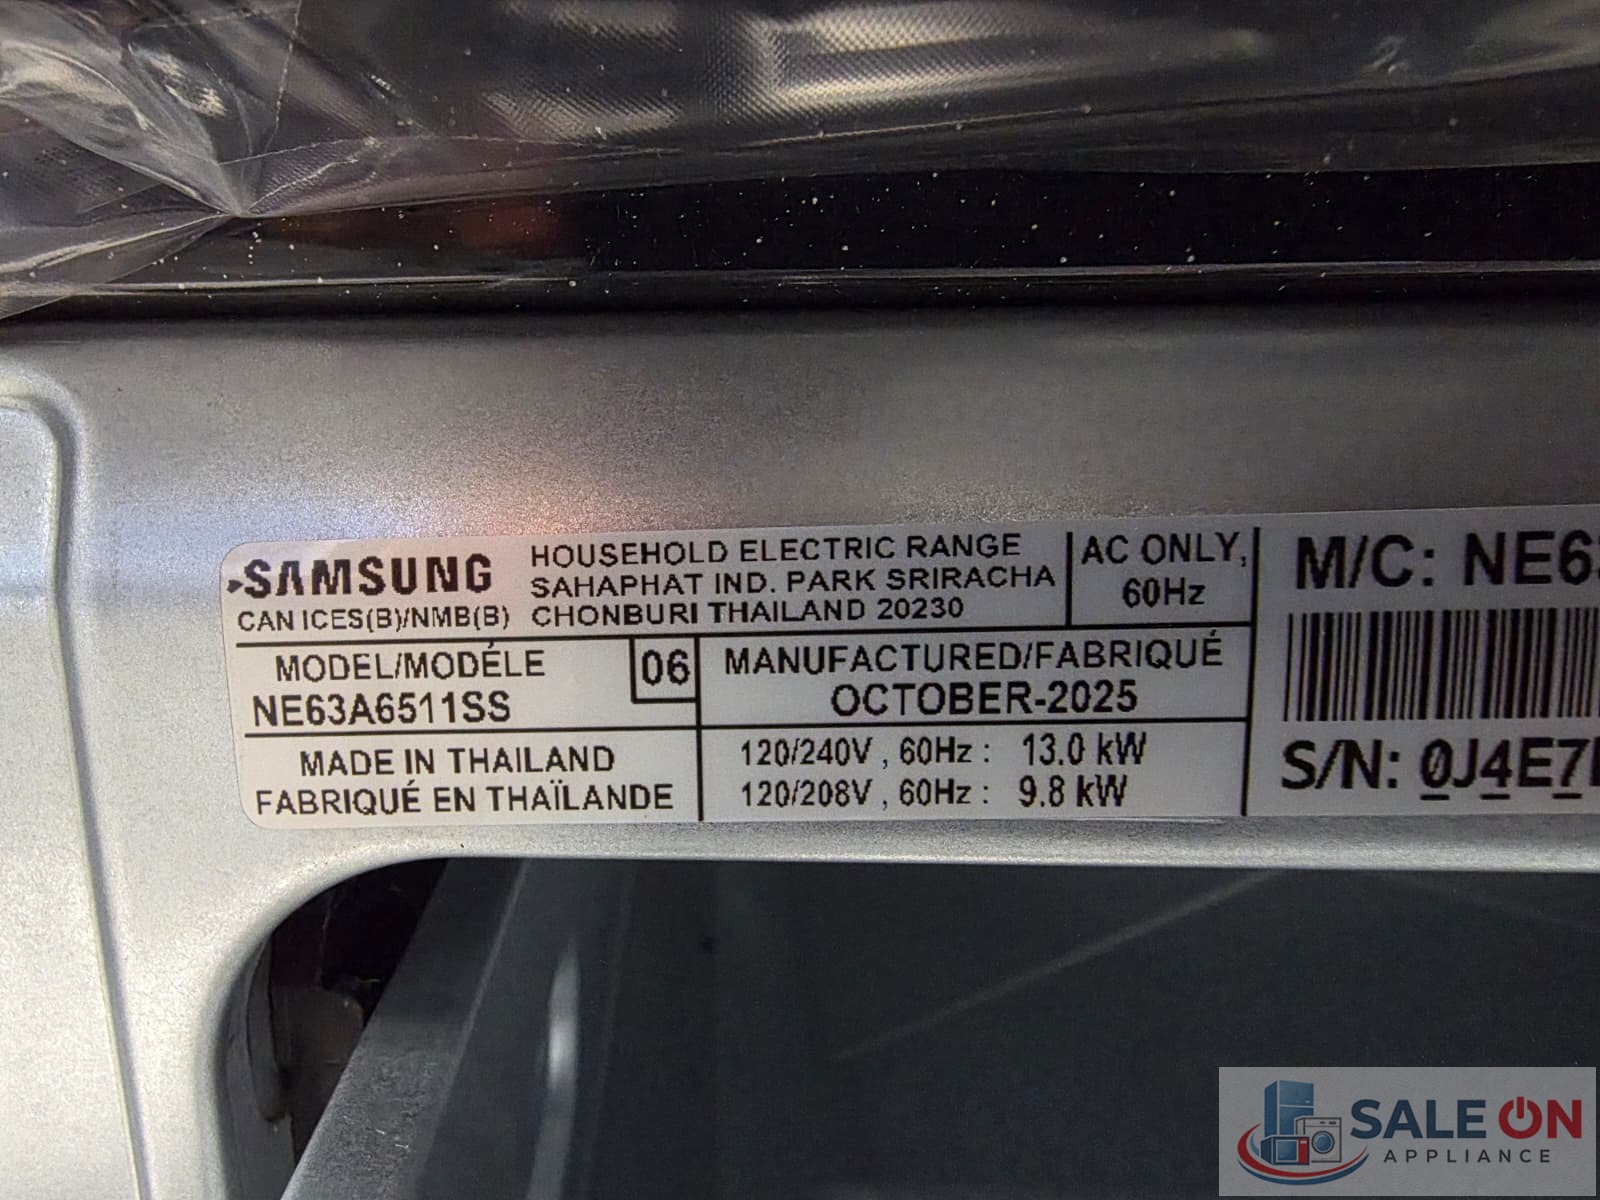 SAMSUNG
CAN ICES(B)/NMB(B)
HOUSEHOLD ELECTRIC RANGE
SAHAPHAT IND. PARK SRIRACHA
CHONBURI THAILAND 20230
AC ONLY,
60Hz
MODEL/MODÉLE
NE63A6511SS
06
MANUFACTURED/FABRIQUÉ
OCTOBER-2025
MADE IN THAILAND
FABRIQUÉ EN THAÏLANDE
120/240V , 60Hz : 13.0 kW
120/208V , 60Hz : 9.8 kW
M/C: NE63
S/N: 0J4E7
SALE ON
APPLIANCE